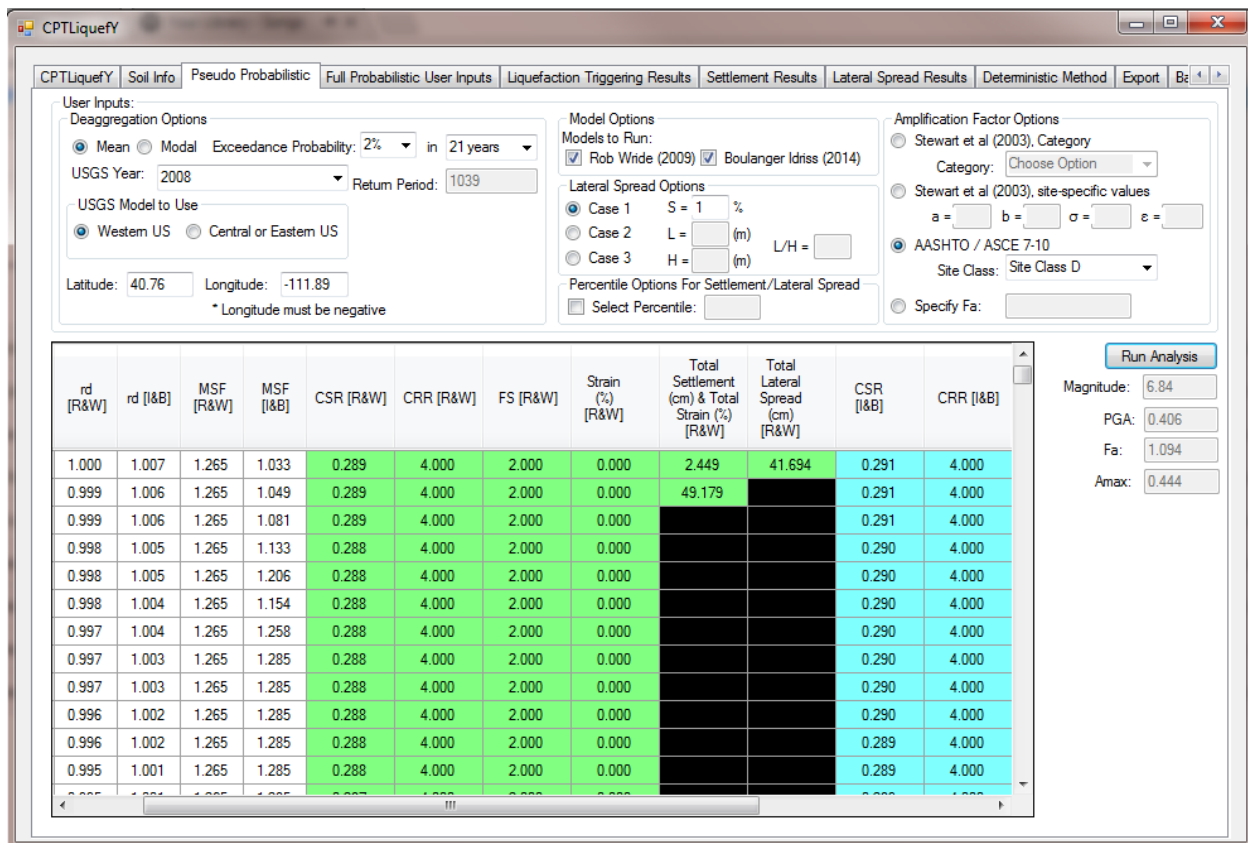 CPTLiquefY
CPTLiquefY Soil Info Pseudo Probabilistic Full Probabilistic User Inputs Liquefaction Triggering Results Settlement Results Lateral Spread Results Deterministic Method Export Ba
User Inputs:
Deaggregation Options
Mean Modal Exceedance Probability: 2% in 21 years
USGS Year: 2008 Return Period: 1039
USGS Model to Use
Western US Central or Eastern US
Latitude: 40.76 Longitude: -111.89
* Longitude must be negative
Model Options
Models to Run:
Rob Wride (2009) Boulanger Idriss (2014)
Lateral Spread Options
Case 1 S = 1 %
Case 2 L = (m)
Case 3 H = (m)
L/H =
Percentile Options For Settlement/Lateral Spread
Select Percentile:
Amplification Factor Options
Stewart et al (2003), Category
Category: Choose Option
Stewart et al (2003), site-specific values
a = b = σ = ε =
AASHTO / ASCE 7-10
Site Class: Site Class D
Specify Fa:
Run Analysis
Magnitude: 6.84
PGA: 0.406
Fa: 1.094
Amax: 0.444
rd [R&W] rd [I&B] MSF [R&W] MSF [I&B] CSR [R&W] CRR [R&W] FS [R&W] Strain (%) [R&W] Total Settlement (cm) & Total Strain (%) [R&W] Total Lateral Spread (cm) [R&W] CSR [I&B] CRR [I&B]
1.000 1.007 1.265 1.033 0.289 4.000 2.000 0.000 2.449 41.694 0.291 4.000
0.999 1.006 1.265 1.049 0.289 4.000 2.000 0.000 49.179 0.291 4.000
0.999 1.006 1.265 1.081 0.289 4.000 2.000 0.000 0.291 4.000
0.998 1.005 1.265 1.133 0.288 4.000 2.000 0.000 0.290 4.000
0.998 1.005 1.265 1.206 0.288 4.000 2.000 0.000 0.290 4.000
0.998 1.004 1.265 1.154 0.288 4.000 2.000 0.000 0.290 4.000
0.997 1.004 1.265 1.258 0.288 4.000 2.000 0.000 0.290 4.000
0.997 1.003 1.265 1.285 0.288 4.000 2.000 0.000 0.290 4.000
0.997 1.003 1.265 1.285 0.288 4.000 2.000 0.000 0.290 4.000
0.996 1.002 1.265 1.285 0.288 4.000 2.000 0.000 0.290 4.000
0.996 1.002 1.265 1.285 0.288 4.000 2.000 0.000 0.289 4.000
0.995 1.001 1.265 1.285 0.288 4.000 2.000 0.000 0.289 4.000